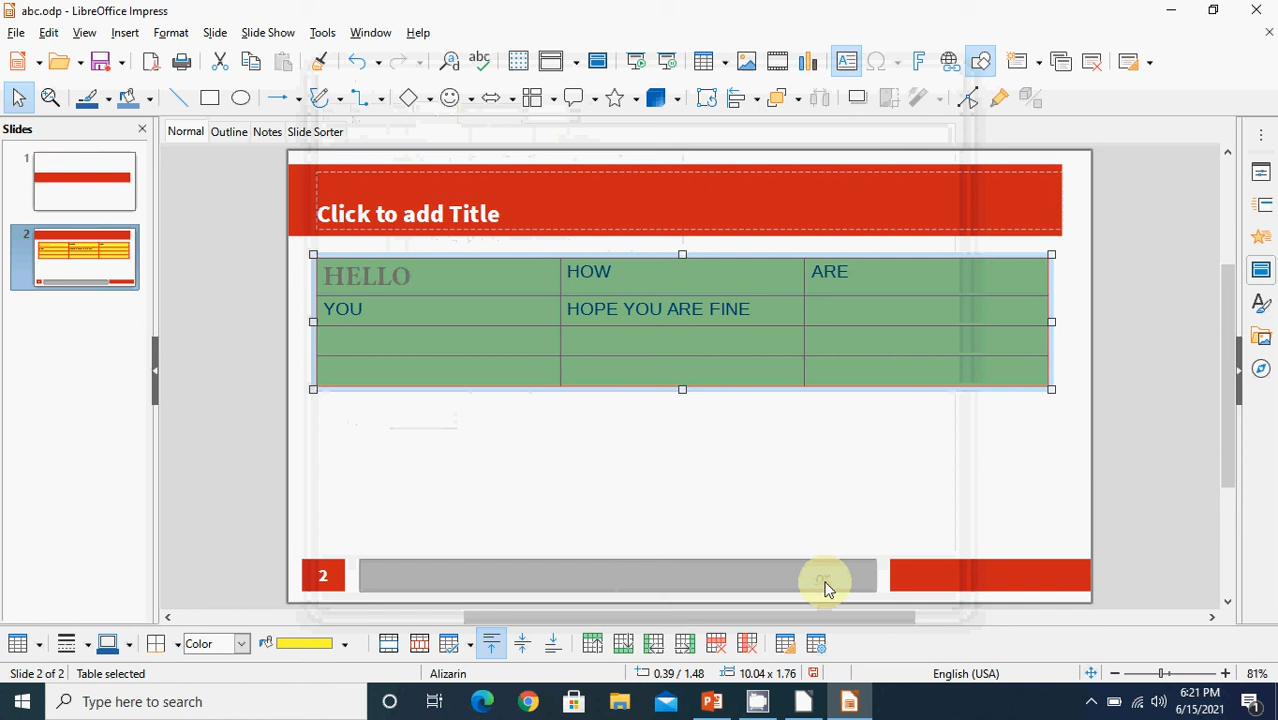 abc.odp - LibreOffice Impress
File Edit View Insert Format Slide Slide Show Tools Window Help
abc
Slides
Normal Outline Notes Slide Sorter
1
2
Click to add Title
HELLO HOW ARE
YOU HOPE YOU ARE FINE
2
Color
Slide 2 of 2 Table selected Alizarin 0.39 / 1.48 10.04 x 1.76 English (USA) 81%
Type here to search
6:21 PM
6/15/2021
1